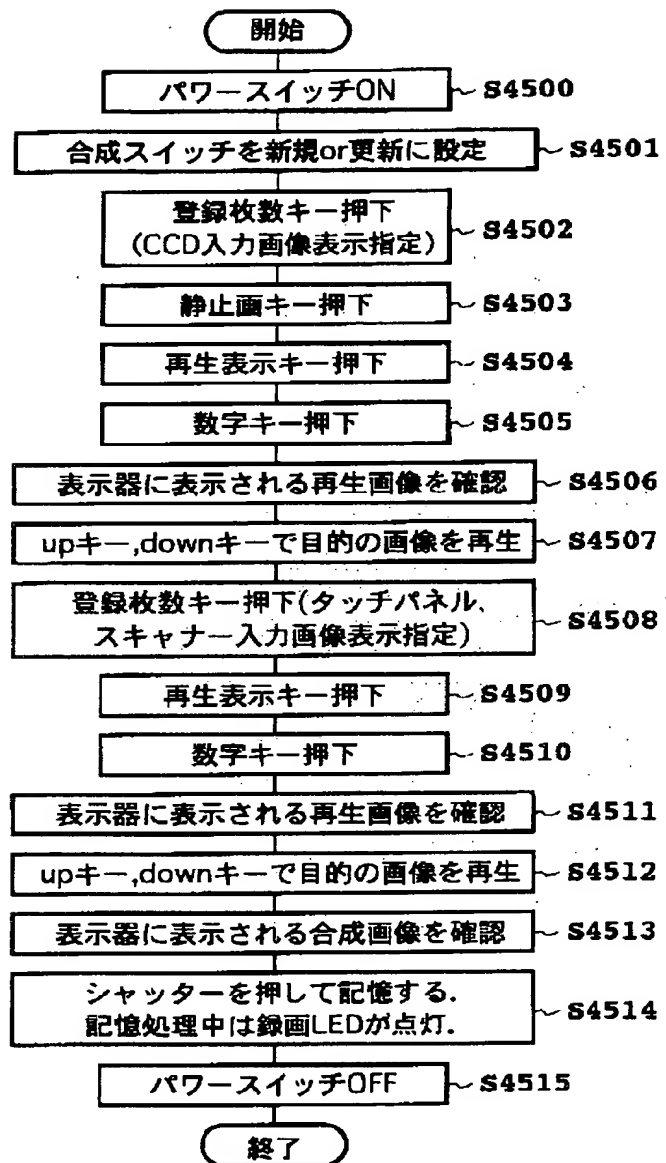 開始
パワースイッチON
S4500
合成スイッチを新規or更新に設定
S4501
登録枚数キー押下
(CCD入力画像表示指定)
S4502
静止画キー押下
S4503
再生表示キー押下
S4504
数字キー押下
S4505
表示器に表示される再生画像を確認
S4506
upキー,downキーで目的の画像を再生
S4507
登録枚数キー押下(タッチパネル、
スキャナー入力画像表示指定)
S4508
再生表示キー押下
S4509
数字キー押下
S4510
表示器に表示される再生画像を確認
S4511
upキー,downキーで目的の画像を再生
S4512
表示器に表示される合成画像を確認
S4513
シャッターを押して記憶する.
記憶処理中は録画LEDが点灯.
S4514
パワースイッチOFF
S4515
終了